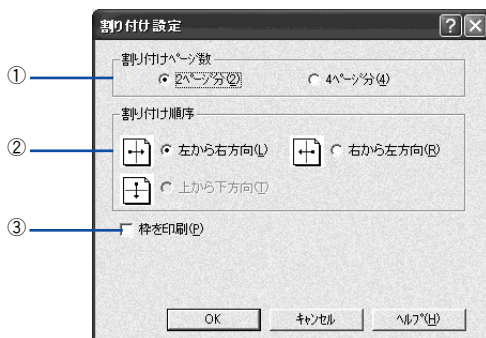 割り付け設定
割り付けページ数
① 2ページ分(2) 4ページ分(4)
割り付け順序
② 左から右方向(L) 右から左方向(R)
上から下方向(T)
③ 枠を印刷(P)
OK キャンセル ヘルプ(H)